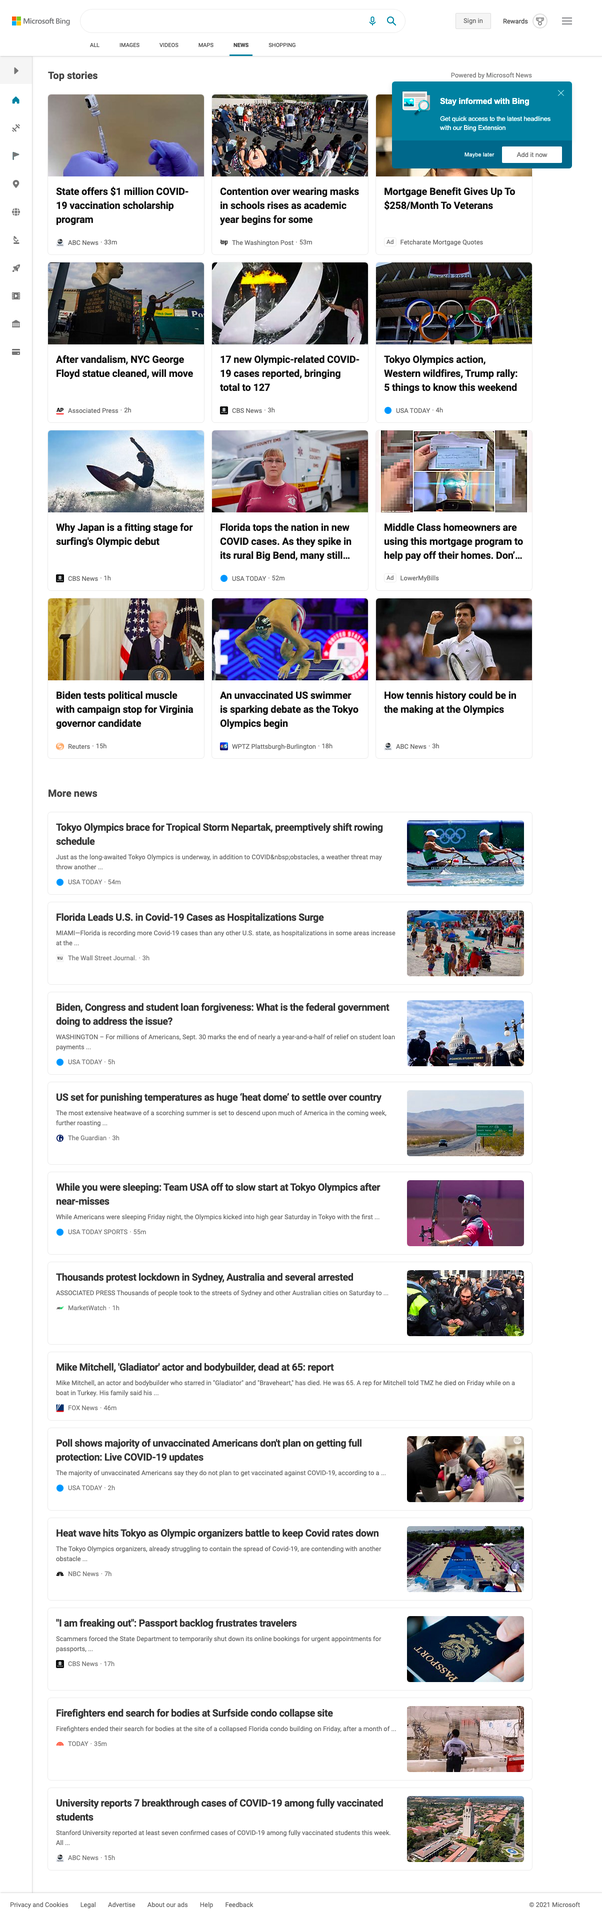 Microsoft Bing
Sign in
Rewards
ALL
IMAGES
VIDEOS
MAPS
NEWS
SHOPPING
Top stories
Powered by Microsoft News
Stay informed with Bing
Get quick access to the latest headlines
with our Bing Extension
Maybe later
Add it now
State offers $1 million COVID-
19 vaccination scholarship
program
ABC News · 33m
Contention over wearing masks
in schools rises as academic
year begins for some
wp The Washington Post · 53m
Mortgage Benefit Gives Up To
$258/Month To Veterans
Ad Fetcharate Mortgage Quotes
After vandalism, NYC George
Floyd statue cleaned, will move
AP Associated Press · 2h
17 new Olympic-related COVID-
19 cases reported, bringing
total to 127
CBS News · 3h
TOKYO 2020
Tokyo Olympics action,
Western wildfires, Trump rally:
5 things to know this weekend
USA TODAY · 4h
Why Japan is a fitting stage for
surfing's Olympic debut
CBS News · 1h
Florida tops the nation in new
COVID cases. As they spike in
its rural Big Bend, many still...
USA TODAY · 52m
Middle Class homeowners are
using this mortgage program to
help pay off their homes. Don'...
Ad LowerMyBills
Biden tests political muscle
with campaign stop for Virginia
governor candidate
Reuters · 15h
An unvaccinated US swimmer
is sparking debate as the Tokyo
Olympics begin
WPTZ Plattsburgh-Burlington · 18h
How tennis history could be in
the making at the Olympics
ABC News · 3h
More news
Tokyo Olympics brace for Tropical Storm Nepartak, preemptively shift rowing
schedule
Just as the long-awaited Tokyo Olympics is underway, in addition to COVID&nbsp;obstacles, a weather threat may
throw another ...
USA TODAY · 54m
Florida Leads U.S. in Covid-19 Cases as Hospitalizations Surge
MIAMI—Florida is recording more Covid-19 cases than any other U.S. state, as hospitalizations in some areas increase
at the ...
WSJ The Wall Street Journal. · 3h
Biden, Congress and student loan forgiveness: What is the federal government
doing to address the issue?
WASHINGTON – For millions of Americans, Sept. 30 marks the end of nearly a year-and-a-half of relief on student loan
payments ...
USA TODAY · 5h
US set for punishing temperatures as huge ‘heat dome’ to settle over country
The most extensive heatwave of a scorching summer is set to descend upon much of America in the coming week,
further roasting ...
The Guardian · 3h
While you were sleeping: Team USA off to slow start at Tokyo Olympics after
near-misses
While Americans were sleeping Friday night, the Olympics kicked into high gear Saturday in Tokyo with the first ...
USA TODAY SPORTS · 55m
Thousands protest lockdown in Sydney, Australia and several arrested
ASSOCIATED PRESS Thousands of people took to the streets of Sydney and other Australian cities on Saturday to ...
MarketWatch · 1h
Mike Mitchell, 'Gladiator' actor and bodybuilder, dead at 65: report
Mike Mitchell, an actor and bodybuilder who starred in "Gladiator" and "Braveheart," has died. He was 65. A rep for Mitchell told TMZ he died on Friday while on a
boat in Turkey. His family said his ...
FOX News · 46m
Poll shows majority of unvaccinated Americans don't plan on getting full
protection: Live COVID-19 updates
The majority of unvaccinated Americans say they do not plan to get vaccinated against COVID-19, according to a ...
USA TODAY · 2h
Heat wave hits Tokyo as Olympic organizers battle to keep Covid rates down
The Tokyo Olympics organizers, already struggling to contain the spread of Covid-19, are contending with another
obstacle ...
NBC News · 7h
"I am freaking out": Passport backlog frustrates travelers
Scammers forced the State Department to temporarily shut down its online bookings for urgent appointments for
passports, ...
CBS News · 17h
PASSPORT
Firefighters end search for bodies at Surfside condo collapse site
Firefighters ended their search for bodies at the site of a collapsed Florida condo building on Friday, after a month of ...
TODAY · 35m
University reports 7 breakthrough cases of COVID-19 among fully vaccinated
students
Stanford University reported at least seven confirmed cases of COVID-19 among fully vaccinated students this week.
All ...
ABC News · 15h
Privacy and Cookies
Legal
Advertise
About our ads
Help
Feedback
© 2021 Microsoft